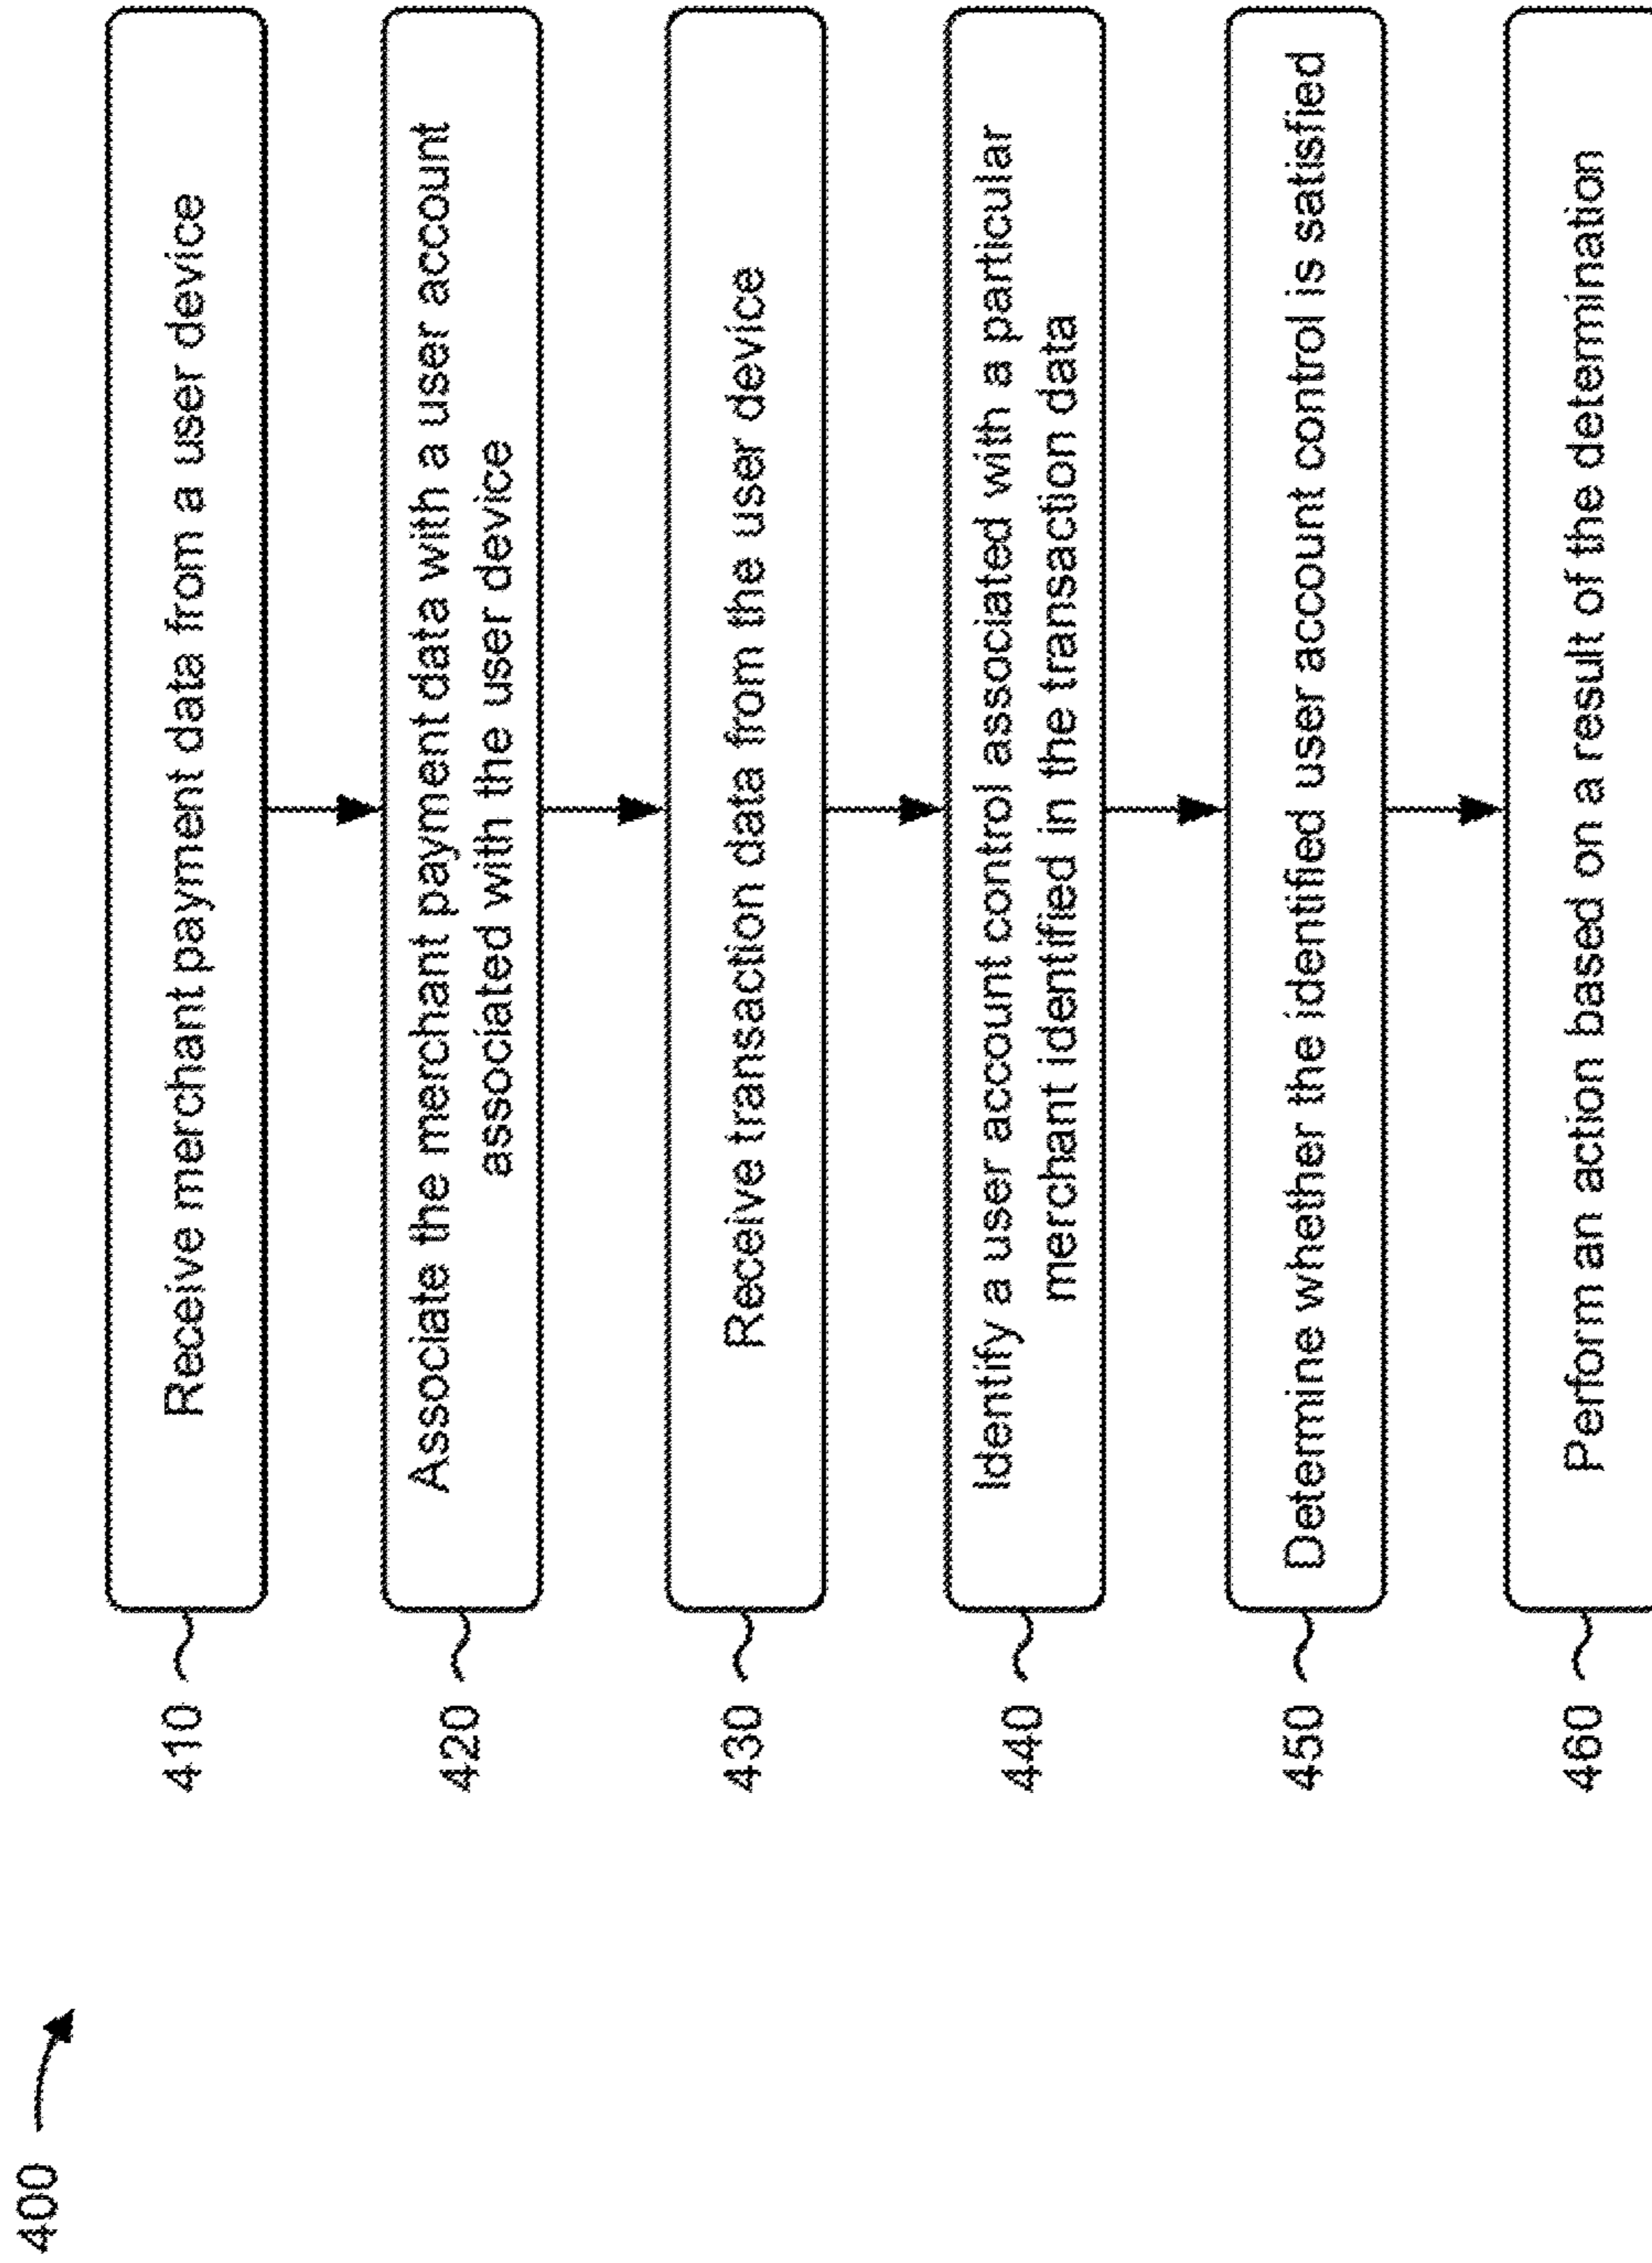 400
410
Receive merchant payment data from a user device
420
Associate the merchant payment data with a user account
associated with the user device
430
Receive transaction data from the user device
440
Identify a user account control associated with a particular
merchant identified in the transaction data
450
Determine whether the identified user account control is satisfied
460
Perform an action based on a result of the determination